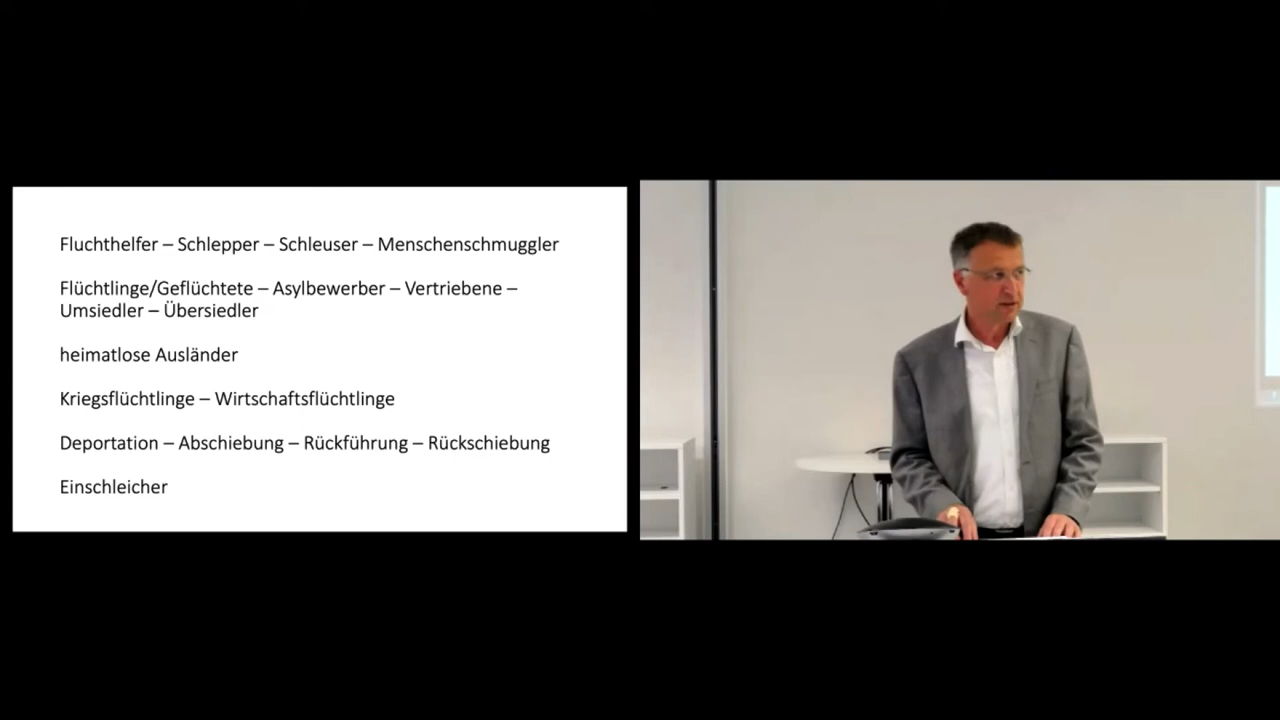 Fluchthelfer – Schlepper – Schleuser – Menschenschmuggler
Flüchtlinge/Geflüchtete – Asylbewerber – Vertriebene –
Umsiedler – Übersiedler
heimatlose Ausländer
Kriegsflüchtlinge – Wirtschaftsflüchtlinge
Deportation – Abschiebung – Rückführung – Rückschiebung
Einschleicher